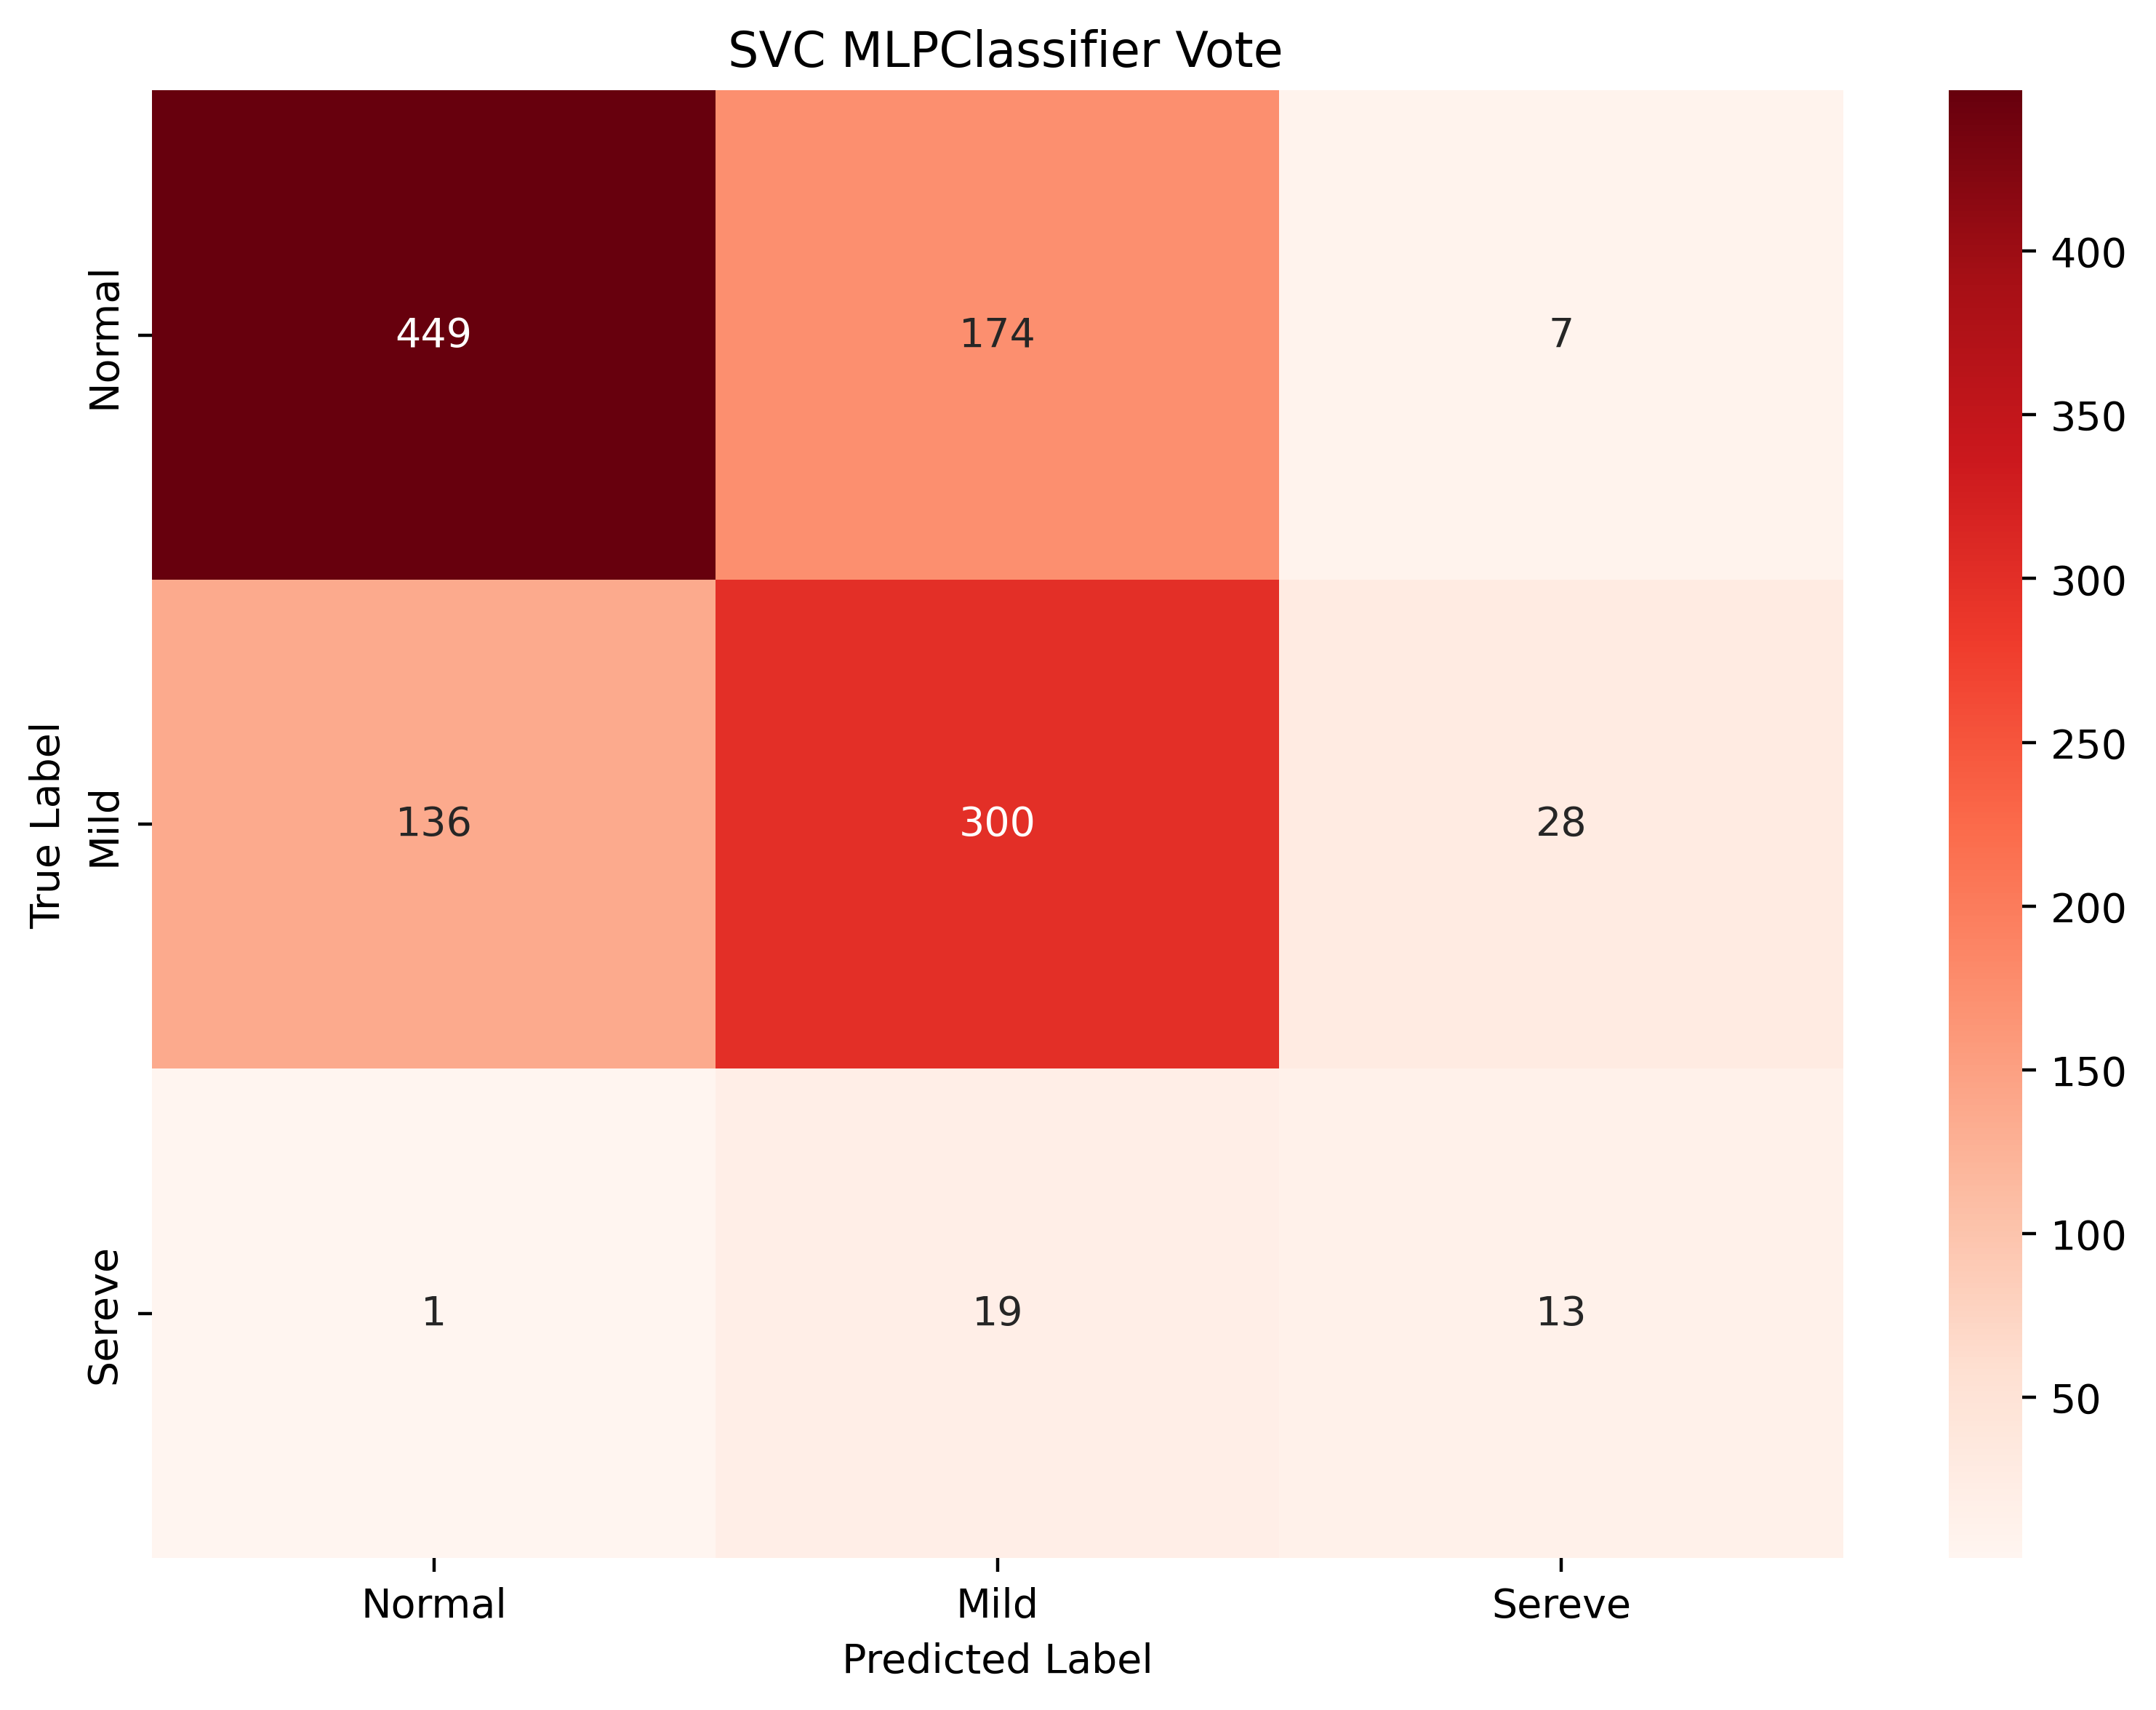 SVC MLPClassifier Vote
True Label
Normal
449 174 7
Mild
136 300 28
Sereve
1 19 13
Normal Mild Sereve
Predicted Label
400
350
300
250
200
150
100
50